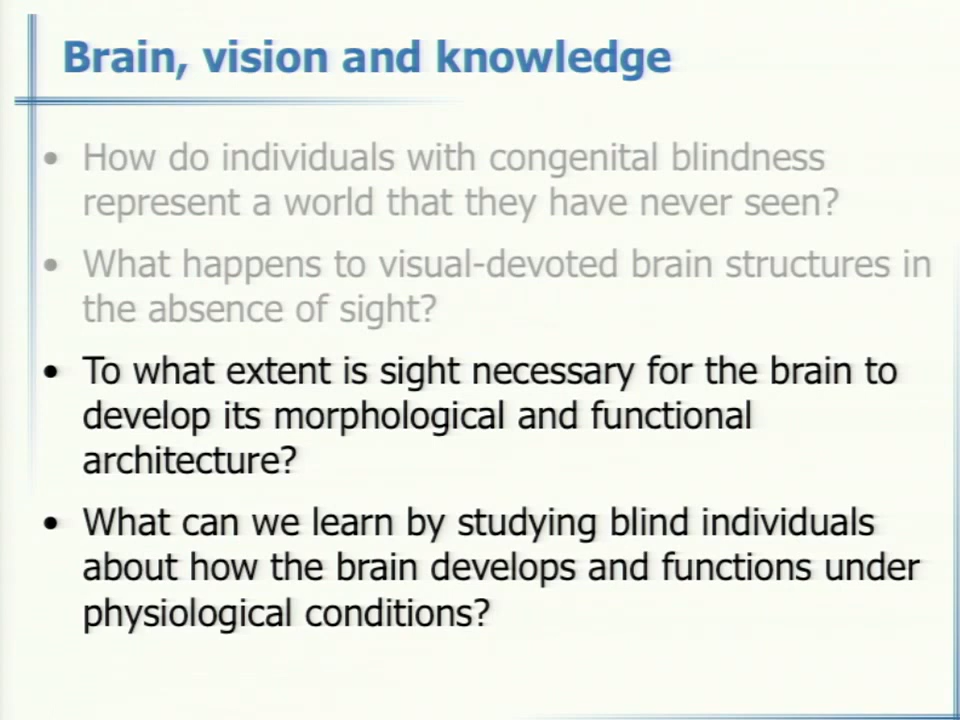 Brain, vision and knowledge
• How do individuals with congenital blindness
represent a world that they have never seen?
• What happens to visual-devoted brain structures in
the absence of sight?
• To what extent is sight necessary for the brain to
develop its morphological and functional
architecture?
• What can we learn by studying blind individuals
about how the brain develops and functions under
physiological conditions?